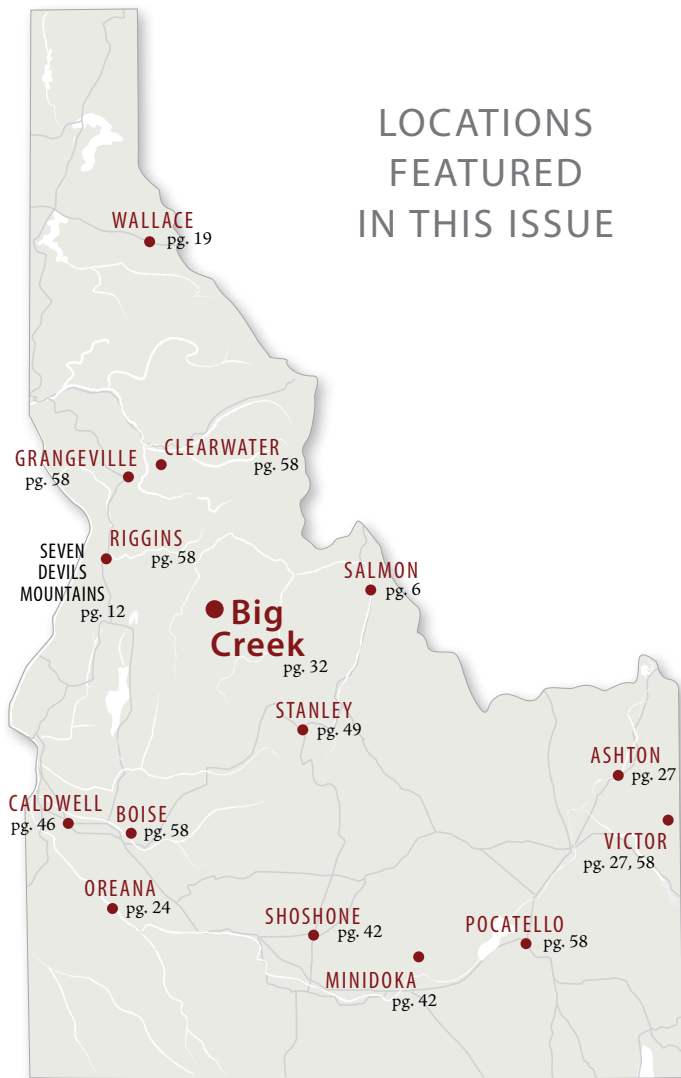 LOCATIONS
FEATURED
IN THIS ISSUE
WALLACE
pg. 19
CLEARWATER
pg. 58
GRANGEVILLE
pg. 58
RIGGINS
pg. 58
SEVEN
DEVILS
MOUNTAINS
pg. 12
SALMON
pg. 6
Big
Creek
pg. 32
STANLEY
pg. 49
ASHTON
pg. 27
CALDWELL
pg. 46
BOISE
pg. 58
VICTOR
pg. 27, 58
OREANA
pg. 24
SHOSHONE
pg. 42
POCATELLO
pg. 58
MINIDOKA
pg. 42